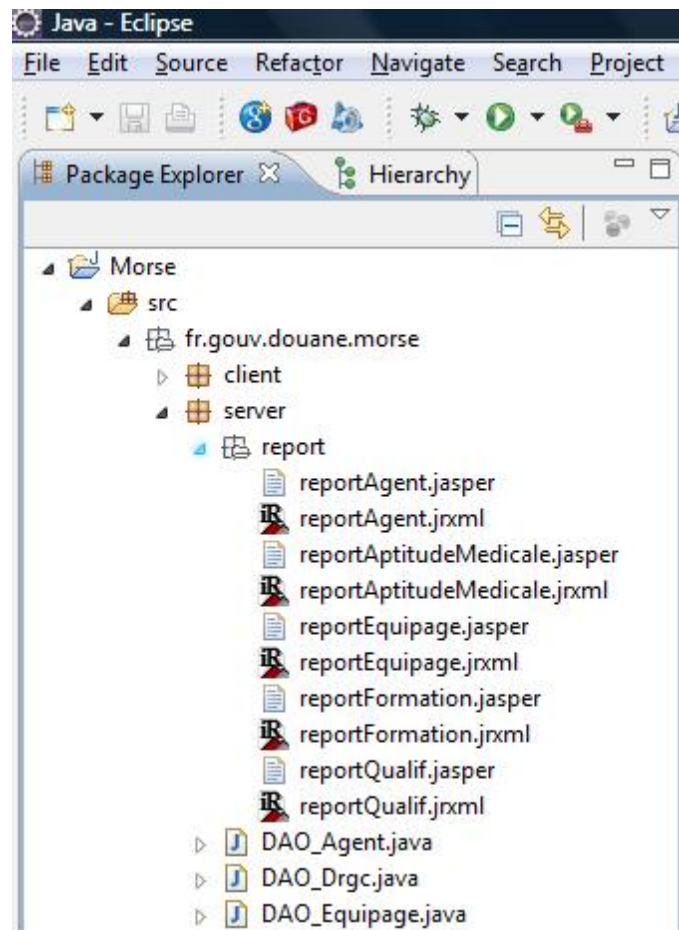 Java - Eclipse
File Edit Source Refactor Navigate Search Project
Package Explorer Hierarchy
Morse
src
fr.gouv.douane.morse
client
server
report
reportAgent.jasper
reportAgent.jrxml
reportAptitudeMedicale.jasper
reportAptitudeMedicale.jrxml
reportEquipage.jasper
reportEquipage.jrxml
reportFormation.jasper
reportFormation.jrxml
reportQualif.jasper
reportQualif.jrxml
DAO_Agent.java
DAO_Drgc.java
DAO_Equipage.java